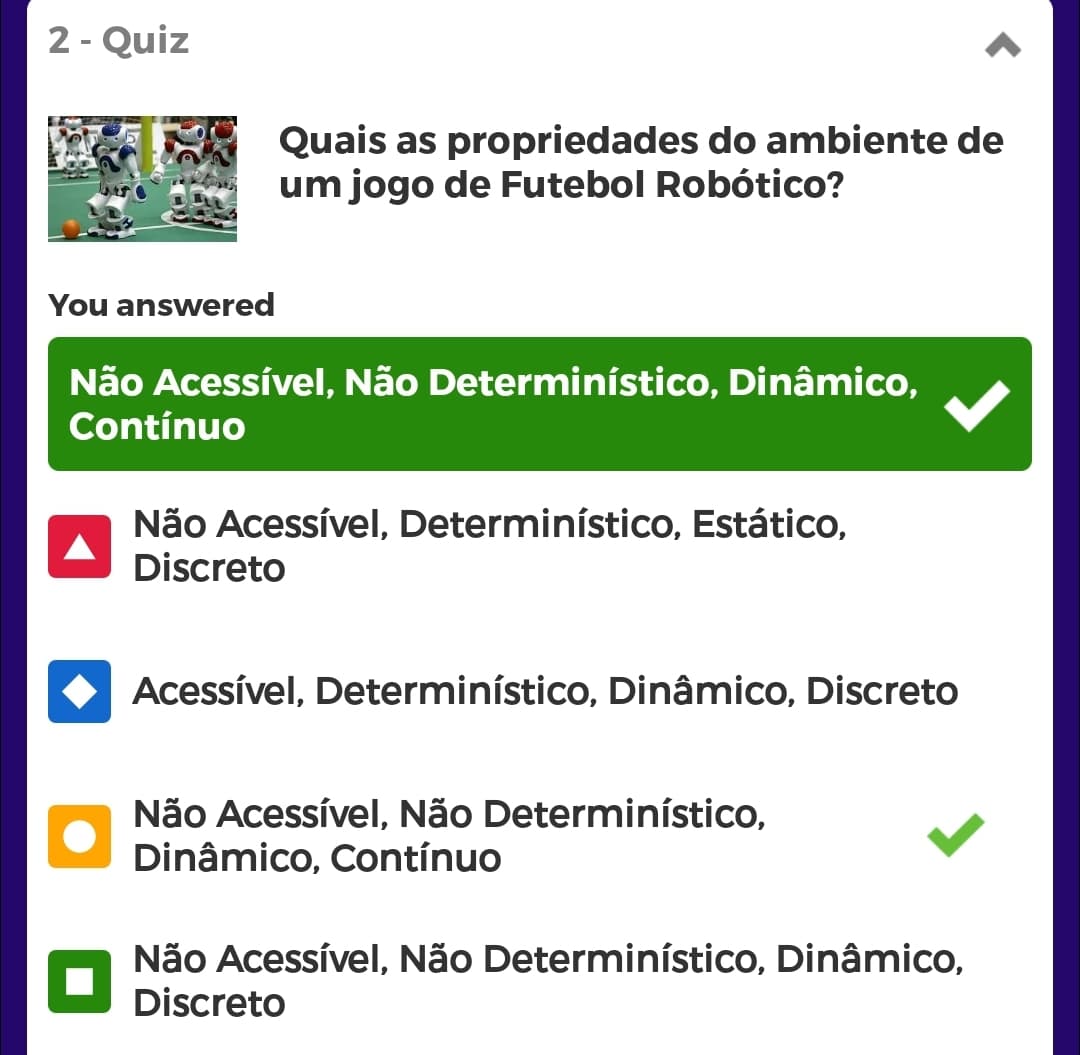 2 - Quiz
Quais as propriedades do ambiente de
um jogo de Futebol Robótico?
You answered
Não Acessível, Não Determinístico, Dinâmico,
Contínuo
Não Acessível, Determinístico, Estático,
Discreto
Acessível, Determinístico, Dinâmico, Discreto
Não Acessível, Não Determinístico,
Dinâmico, Contínuo
Não Acessível, Não Determinístico, Dinâmico,
Discreto